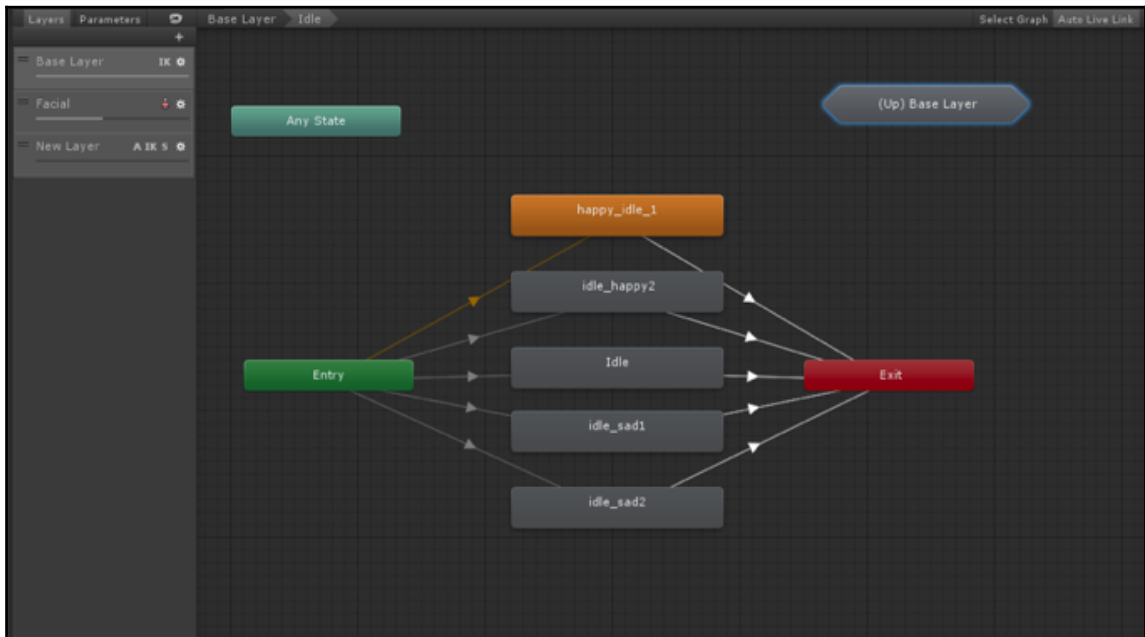 Layers Parameters
Base Layer Idle
Select Graph Auto Live Link
+
Base Layer IK
Facial
New Layer A IK S
Any State
(Up) Base Layer
happy_idle_1
idle_happy2
Idle
Entry
Exit
idle_sad1
idle_sad2